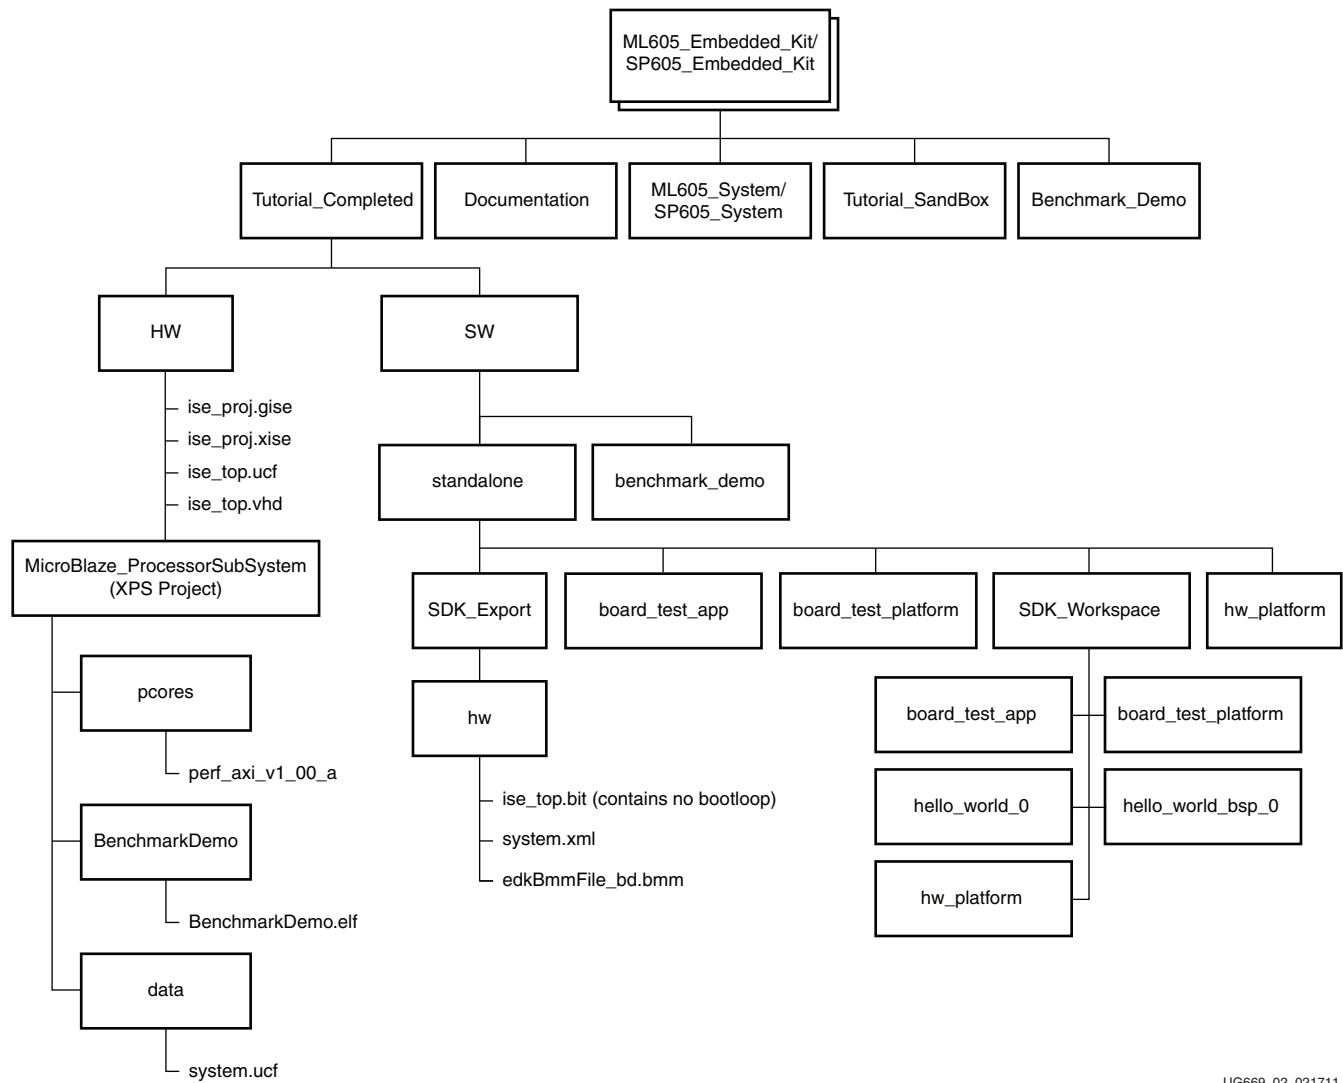 ML605_Embedded_Kit/
SP605_Embedded_Kit
Tutorial_Completed
Documentation
ML605_System/
SP605_System
Tutorial_SandBox
Benchmark_Demo
HW
SW
ise_proj.gise
ise_proj.xise
ise_top.ucf
ise_top.vhd
standalone
benchmark_demo
MicroBlaze_ProcessorSubSystem
(XPS Project)
SDK_Export
board_test_app
board_test_platform
SDK_Workspace
hw_platform
pcores
perf_axi_v1_00_a
hw
board_test_app
board_test_platform
ise_top.bit (contains no bootloop)
system.xml
edkBmmFile_bd.bmm
hello_world_0
hello_world_bsp_0
hw_platform
BenchmarkDemo
BenchmarkDemo.elf
data
system.ucf
UG669_02_021711